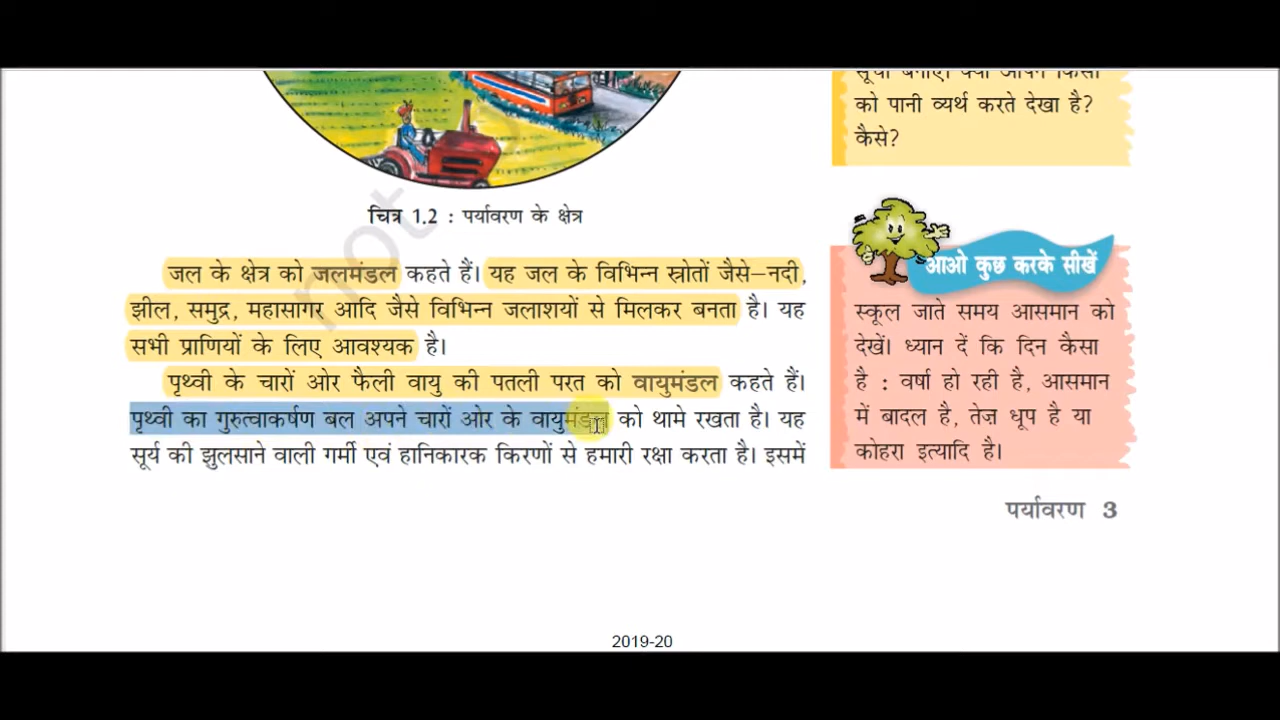 को पानी व्यर्थ करते देखा है?
कैसे?
चित्र 1.2 : पर्यावरण के क्षेत्र
जल के क्षेत्र को जलमंडल कहते हैं। यह जल के विभिन्न स्रोतों जैसे–नदी,
झील, समुद्र, महासागर आदि जैसे विभिन्न जलाशयों से मिलकर बनता है। यह
सभी प्राणियों के लिए आवश्यक है।
पृथ्वी के चारों ओर फैली वायु की पतली परत को वायुमंडल कहते हैं।
पृथ्वी का गुरुत्वाकर्षण बल अपने चारों ओर के वायुमंडल को थामे रखता है। यह
सूर्य की झुलसाने वाली गर्मी एवं हानिकारक किरणों से हमारी रक्षा करता है। इसमें
आओ कुछ करके सीखें
स्कूल जाते समय आसमान को
देखें। ध्यान दें कि दिन कैसा
है : वर्षा हो रही है, आसमान
में बादल है, तेज़ धूप है या
कोहरा इत्यादि है।
पर्यावरण 3
not
2019-20